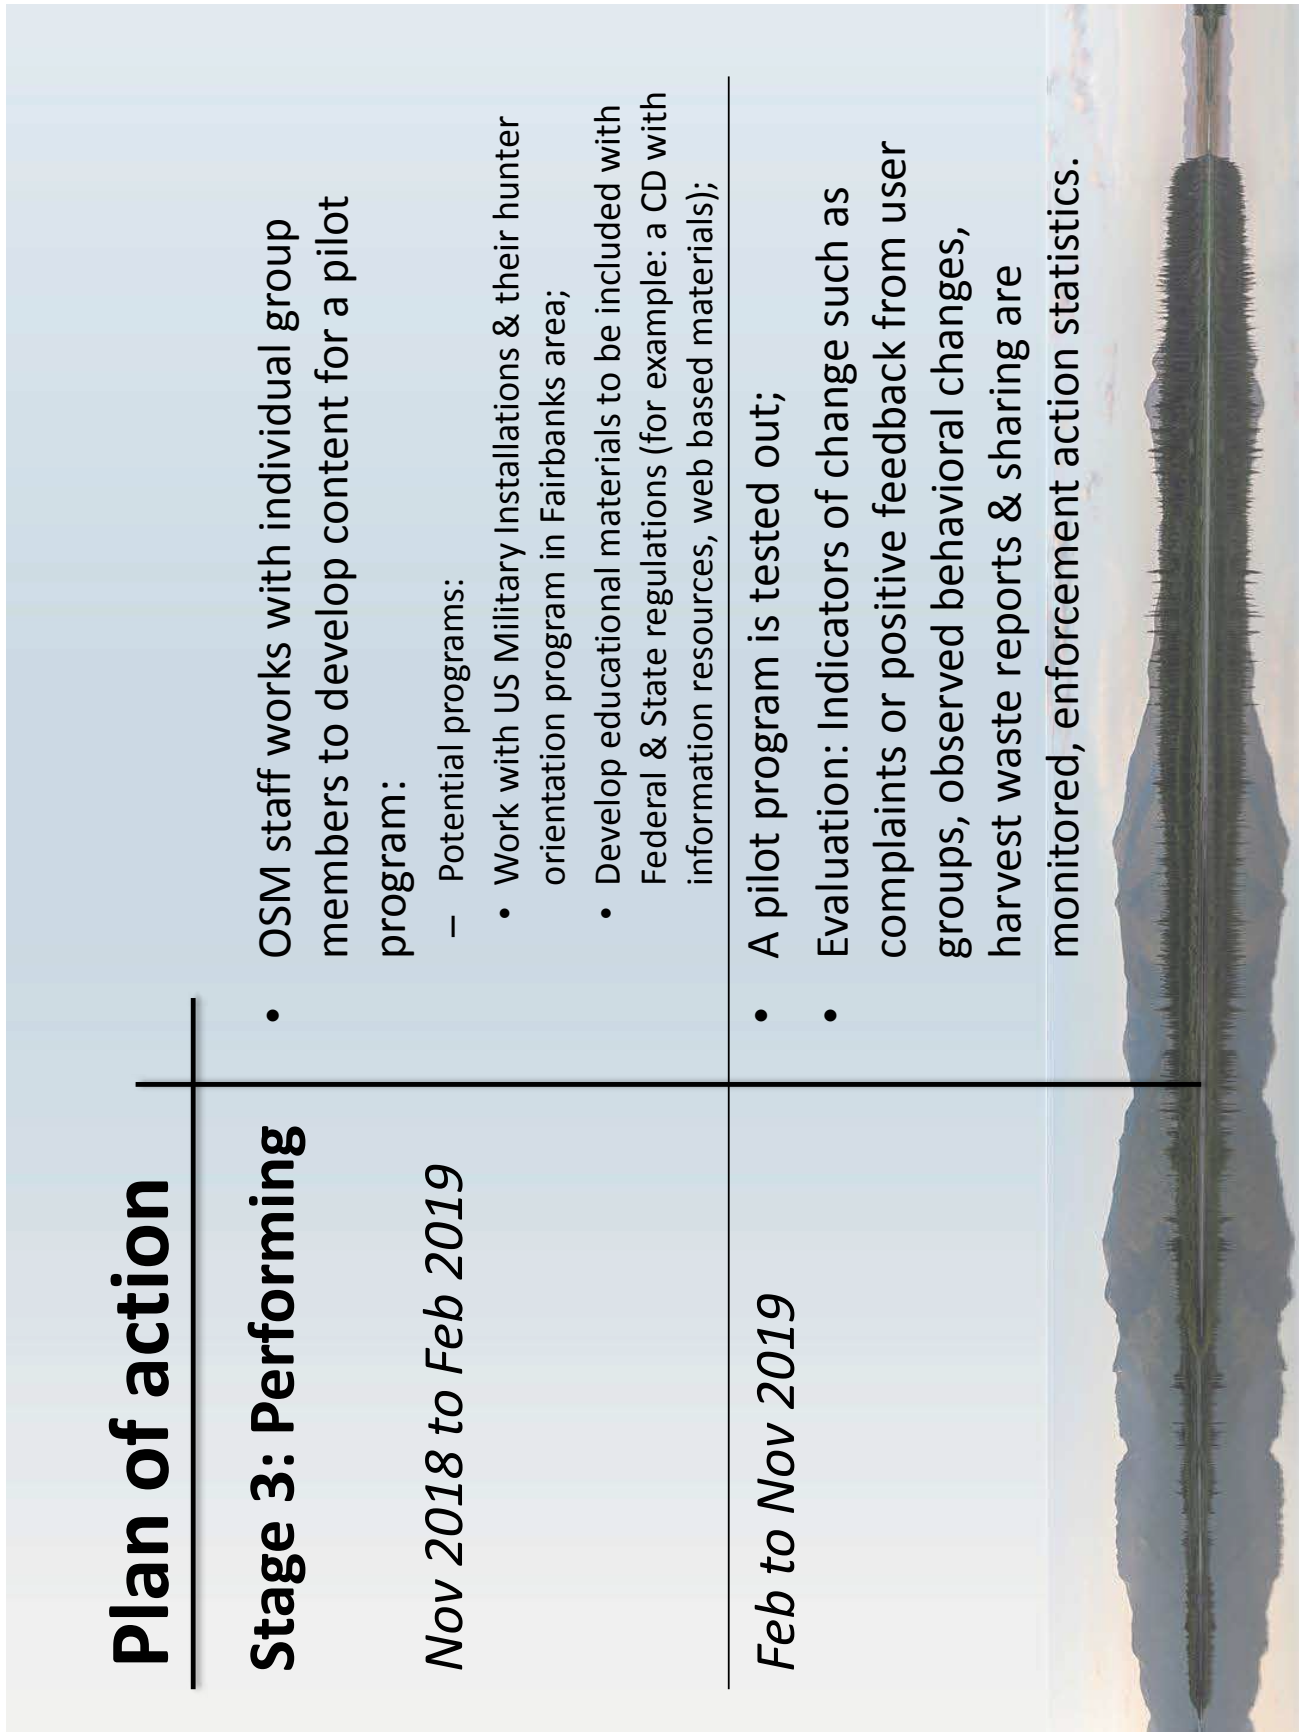 Plan of action
Stage 3: Performing
Nov 2018 to Feb 2019
• OSM staff works with individual group
members to develop content for a pilot
program:
– Potential programs:
• Work with US Military Installations & their hunter
orientation program in Fairbanks area;
• Develop educational materials to be included with
Federal & State regulations (for example: a CD with
information resources, web based materials);
Feb to Nov 2019
• A pilot program is tested out;
• Evaluation: Indicators of change such as
complaints or positive feedback from user
groups, observed behavioral changes,
harvest waste reports & sharing are
monitored, enforcement action statistics.